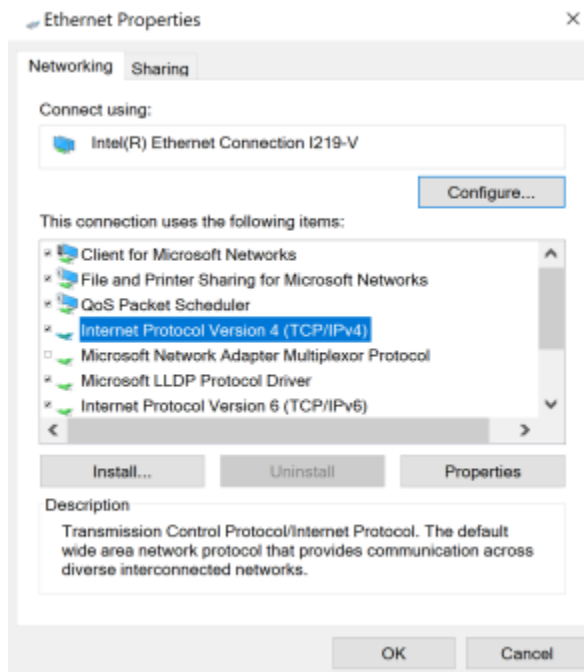 Ethernet Properties
Networking
Sharing
Connect using:
Intel(R) Ethernet Connection I219-V
Configure...
This connection uses the following items:
Client for Microsoft Networks
File and Printer Sharing for Microsoft Networks
QoS Packet Scheduler
Internet Protocol Version 4 (TCP/IPv4)
Microsoft Network Adapter Multiplexor Protocol
Microsoft LLDP Protocol Driver
Internet Protocol Version 6 (TCP/IPv6)
Install...
Uninstall
Properties
Description
Transmission Control Protocol/Internet Protocol. The default
wide area network protocol that provides communication across
diverse interconnected networks.
OK
Cancel